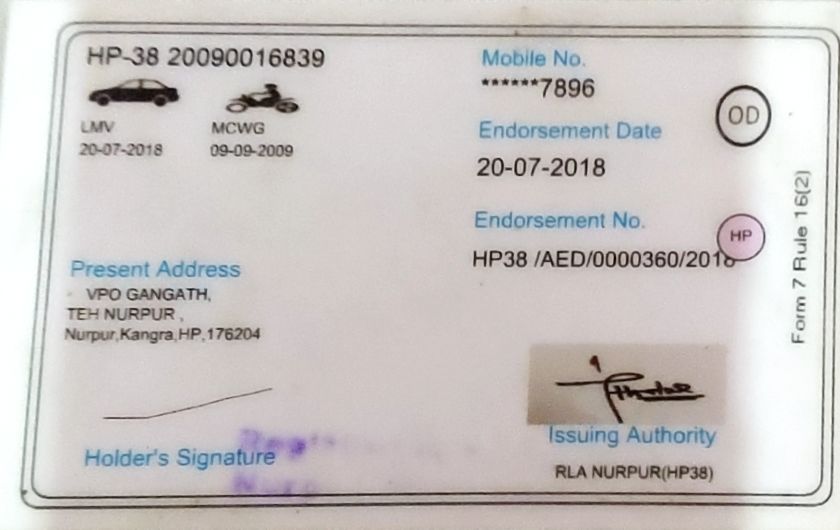 HP-38 20090016839
LMV
20-07-2018
MCWG
09-09-2009
Mobile No.
******7896
OD
Endorsement Date
20-07-2018
Endorsement No.
HP
HP38 /AED/0000360/2018
Form 7 Rule 16(2)
Present Address
VPO GANGATH,
TEH NURPUR ,
Nurpur,Kangra,HP,176204
Holder's Signature
Issuing Authority
RLA NURPUR(HP38)